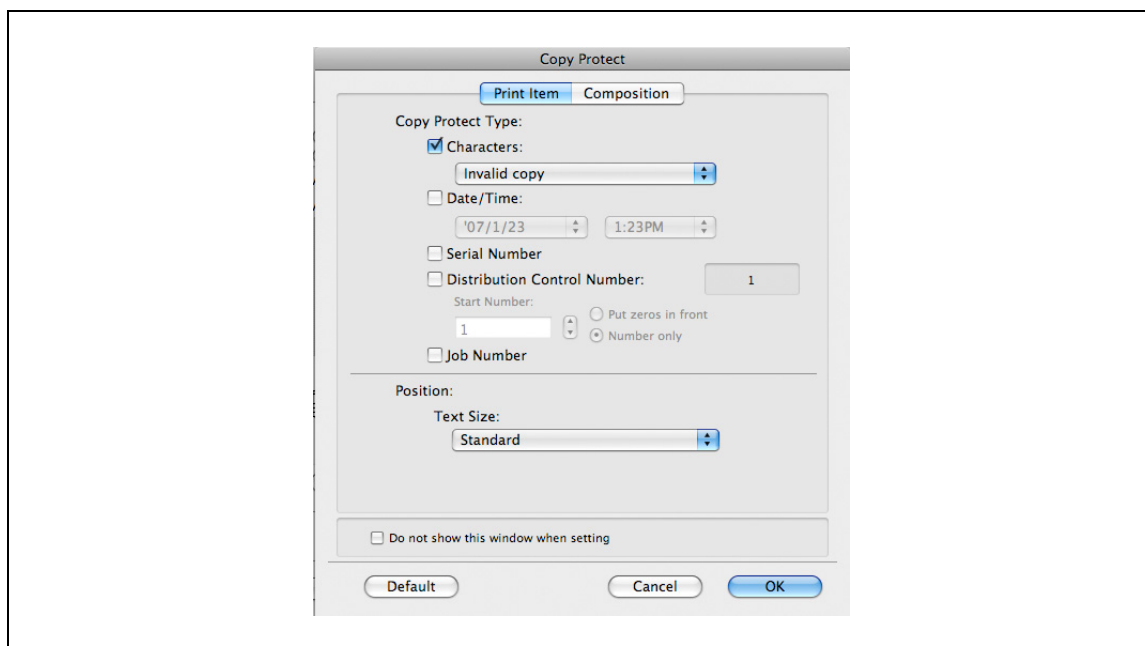 Copy Protect
Print Item Composition
Copy Protect Type:
Characters:
Invalid copy
Date/Time:
'07/1/23 1:23PM
Serial Number
Distribution Control Number: 1
Start Number:
Put zeros in front
1
Number only
Job Number
Position:
Text Size:
Standard
Do not show this window when setting
Default Cancel OK